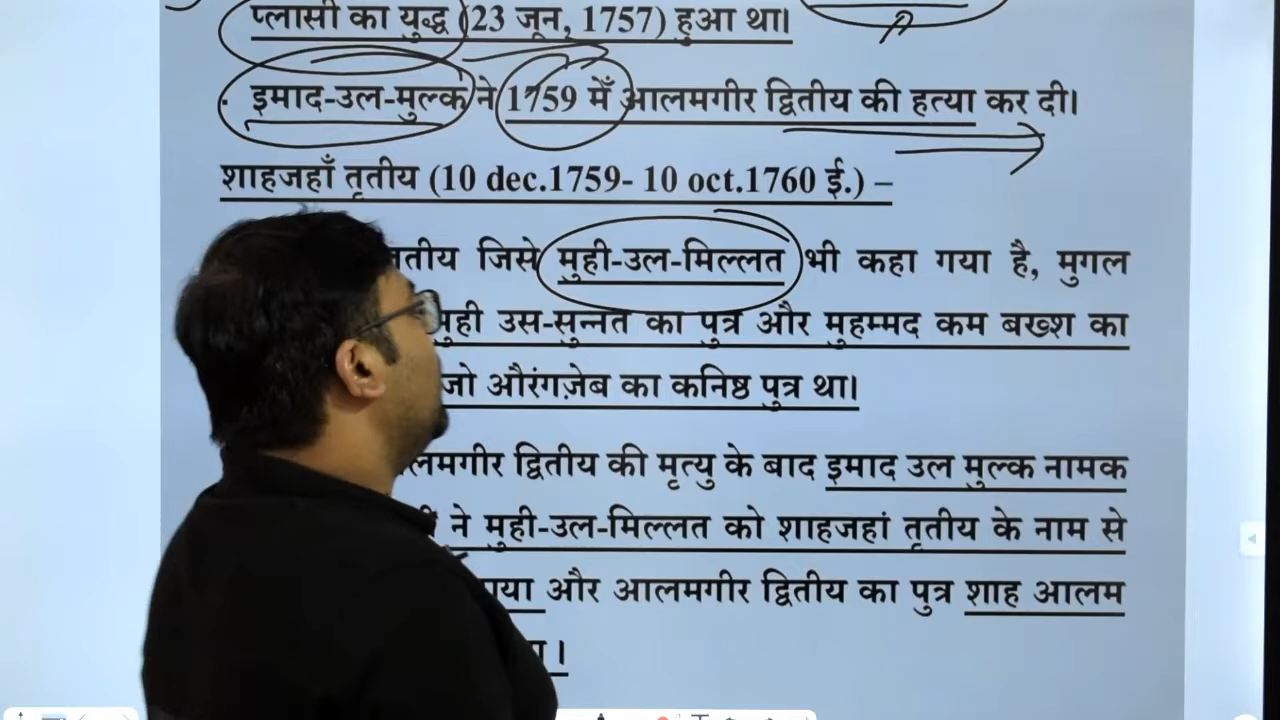 प्लासी का युद्ध (23 जून, 1757) हुआ था।
इमाद-उल-मुल्क ने 1759 में आलमगीर द्वितीय की हत्या कर दी।
शाहजहाँ तृतीय (10 dec.1759- 10 oct.1760 ई.) –
जिसे मुही-उल-मिल्लत भी कहा गया है, मुगल
मुही उस-सुन्नत का पुत्र और मुहम्मद कम बख्श का
जो औरंगज़ेब का कनिष्ठ पुत्र था।
द्वितीय की मृत्यु के बाद इमाद उल मुल्क नामक
ने मुही-उल-मिल्लत को शाहजहां तृतीय के नाम से
और आलमगीर द्वितीय का पुत्र शाह आलम